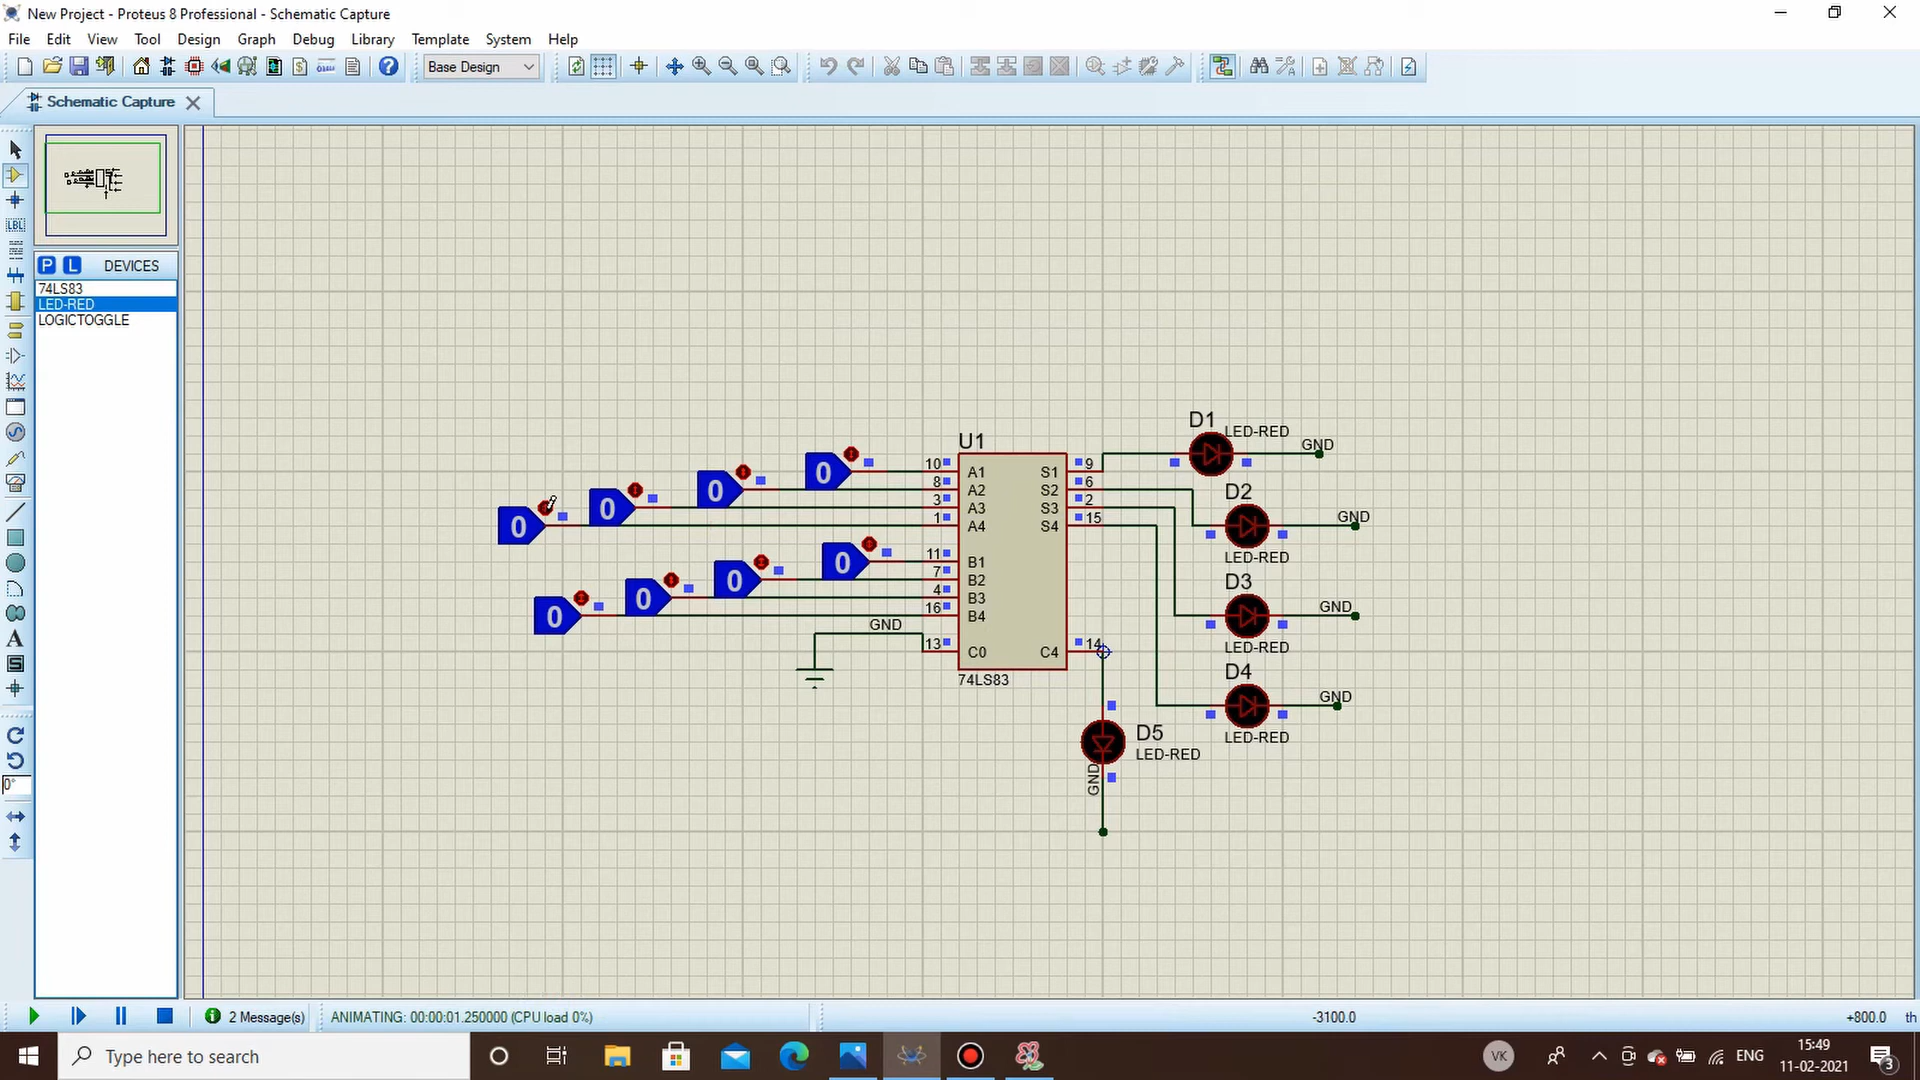 New Project - Proteus 8 Professional - Schematic Capture
File Edit View Tool Design Graph Debug Library Template System Help
Base Design
Schematic Capture
P L DEVICES
74LS83
LED-RED
LOGICTOGGLE
LBL
A
S
0°
U1
10 A1
8 A2
3 A3
1 A4
11 B1
7 B2
4 B3
16 B4
13 C0
S1 9
S2 6
S3 2
S4 15
C4 14
74LS83
0
0
0
0
0
0
0
0
GND
D1
LED-RED
GND
D2
LED-RED
GND
D3
LED-RED
GND
D4
LED-RED
GND
D5
LED-RED
GND
2 Message(s)
ANIMATING: 00:00:01.250000 (CPU load 0%)
-3100.0
+800.0
th
Type here to search
VK
ENG
15:49
11-02-2021
3